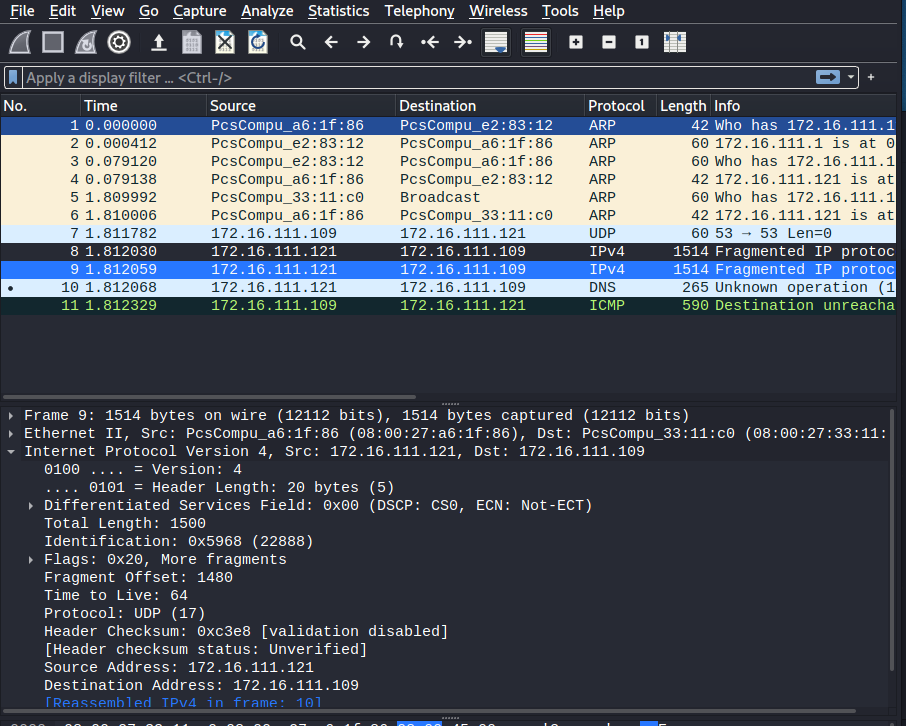 File Edit View Go Capture Analyze Statistics Telephony Wireless Tools Help
Apply a display filter ... <Ctrl-/> +
No. Time Source Destination Protocol Length Info
1 0.000000 PcsCompu_a6:1f:86 PcsCompu_e2:83:12 ARP 42 Who has 172.16.111.1
2 0.000412 PcsCompu_e2:83:12 PcsCompu_a6:1f:86 ARP 60 172.16.111.1 is at 0
3 0.079120 PcsCompu_e2:83:12 PcsCompu_a6:1f:86 ARP 60 Who has 172.16.111.1
4 0.079138 PcsCompu_a6:1f:86 PcsCompu_e2:83:12 ARP 42 172.16.111.121 is at
5 1.809992 PcsCompu_33:11:c0 Broadcast ARP 60 Who has 172.16.111.1
6 1.810006 PcsCompu_a6:1f:86 PcsCompu_33:11:c0 ARP 42 172.16.111.121 is at
7 1.811782 172.16.111.109 172.16.111.121 UDP 60 53 → 53 Len=0
8 1.812030 172.16.111.121 172.16.111.109 IPv4 1514 Fragmented IP protoc
9 1.812059 172.16.111.121 172.16.111.109 IPv4 1514 Fragmented IP protoc
10 1.812068 172.16.111.121 172.16.111.109 DNS 265 Unknown operation (1
11 1.812329 172.16.111.109 172.16.111.121 ICMP 590 Destination unreacha
Frame 9: 1514 bytes on wire (12112 bits), 1514 bytes captured (12112 bits)
Ethernet II, Src: PcsCompu_a6:1f:86 (08:00:27:a6:1f:86), Dst: PcsCompu_33:11:c0 (08:00:27:33:11:
Internet Protocol Version 4, Src: 172.16.111.121, Dst: 172.16.111.109
0100 .... = Version: 4
.... 0101 = Header Length: 20 bytes (5)
Differentiated Services Field: 0x00 (DSCP: CS0, ECN: Not-ECT)
Total Length: 1500
Identification: 0x5968 (22888)
Flags: 0x20, More fragments
Fragment Offset: 1480
Time to Live: 64
Protocol: UDP (17)
Header Checksum: 0xc3e8 [validation disabled]
[Header checksum status: Unverified]
Source Address: 172.16.111.121
Destination Address: 172.16.111.109
[Reassembled IPv4 in frame: 10]